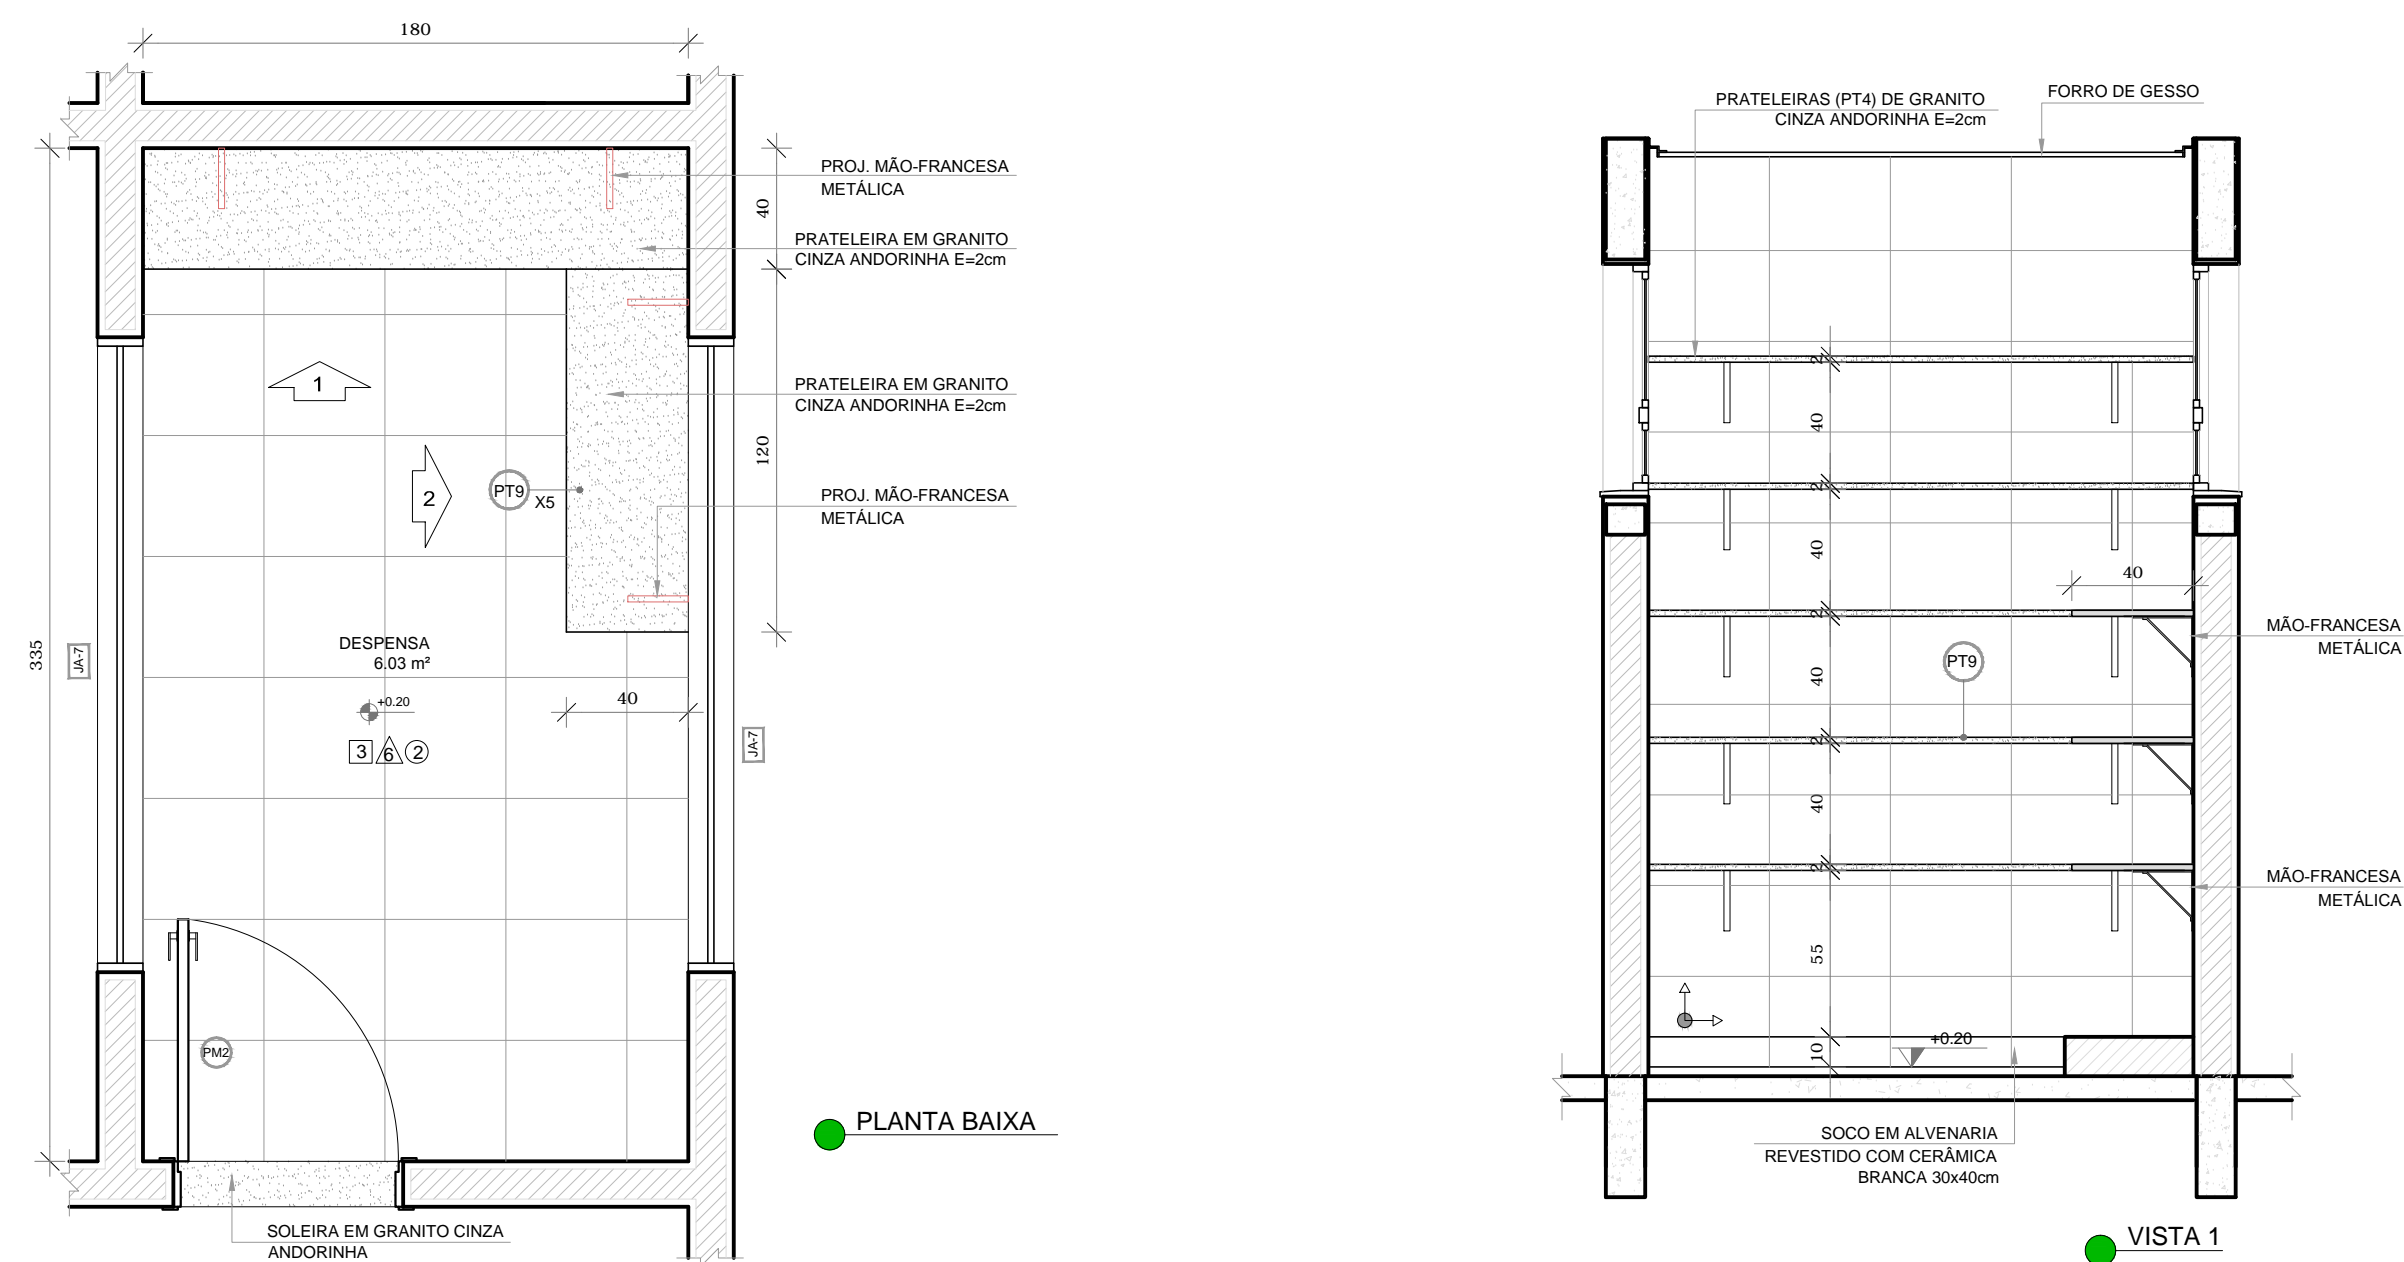 180
PROJ. MÃO-FRANCESA
METÁLICA
40
PRATELEIRA EM GRANITO
CINZA ANDORINHA E=2cm
1
PRATELEIRA EM GRANITO
CINZA ANDORINHA E=2cm
120
2
PT9
X5
PROJ. MÃO-FRANCESA
METÁLICA
335
JA-7
DESPENSA
6.03 m²
+0.20
40
3 6 2
JA-7
PM2
PLANTA BAIXA
SOLEIRA EM GRANITO CINZA
ANDORINHA
PRATELEIRAS (PT4) DE GRANITO
CINZA ANDORINHA E=2cm
FORRO DE GESSO
2
40
2
40
40
2
MÃO-FRANCESA
METÁLICA
PT9
40
2
40
2
MÃO-FRANCESA
METÁLICA
55
+0.20
10
SOCO EM ALVENARIA
REVESTIDO COM CERÂMICA
BRANCA 30x40cm
VISTA 1